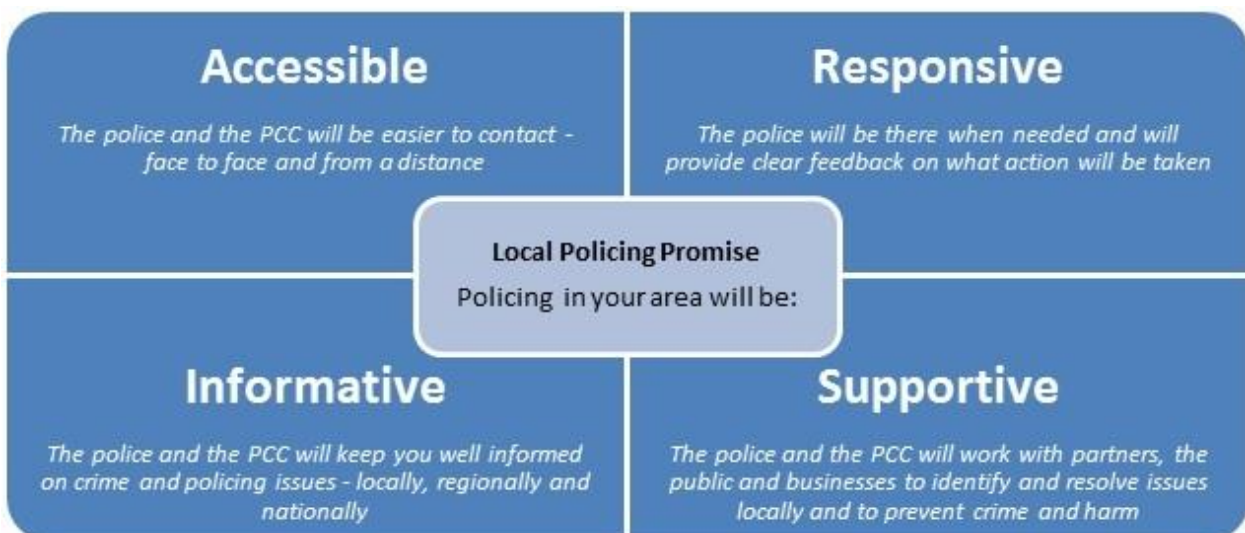 Accessible
The police and the PCC will be easier to contact -
face to face and from a distance
Responsive
The police will be there when needed and will
provide clear feedback on what action will be taken
Local Policing Promise
Policing in your area will be:
Informative
The police and the PCC will keep you well informed
on crime and policing issues - locally, regionally and
nationally
Supportive
The police and the PCC will work with partners, the
public and businesses to identify and resolve issues
locally and to prevent crime and harm